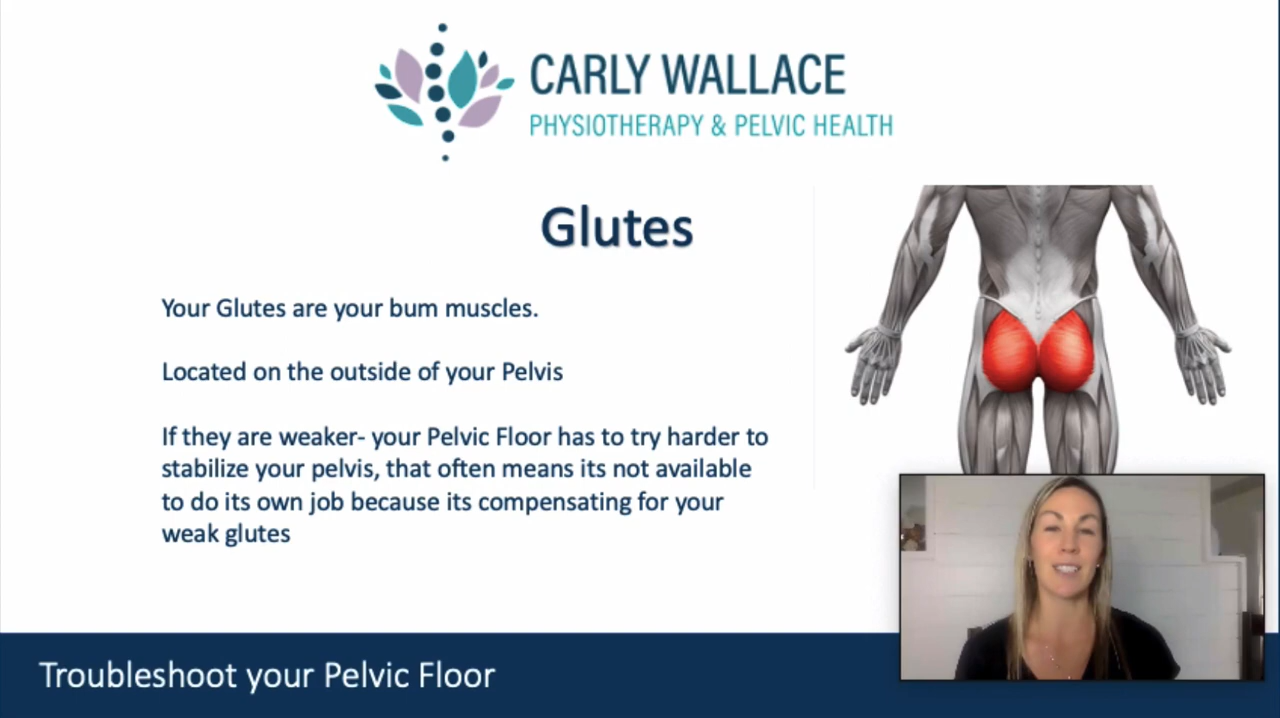 CARLY WALLACE
PHYSIOTHERAPY & PELVIC HEALTH
Glutes
Your Glutes are your bum muscles.
Located on the outside of your Pelvis
If they are weaker- your Pelvic Floor has to try harder to
stabilize your pelvis, that often means its not available
to do its own job because its compensating for your
weak glutes
Troubleshoot your Pelvic Floor